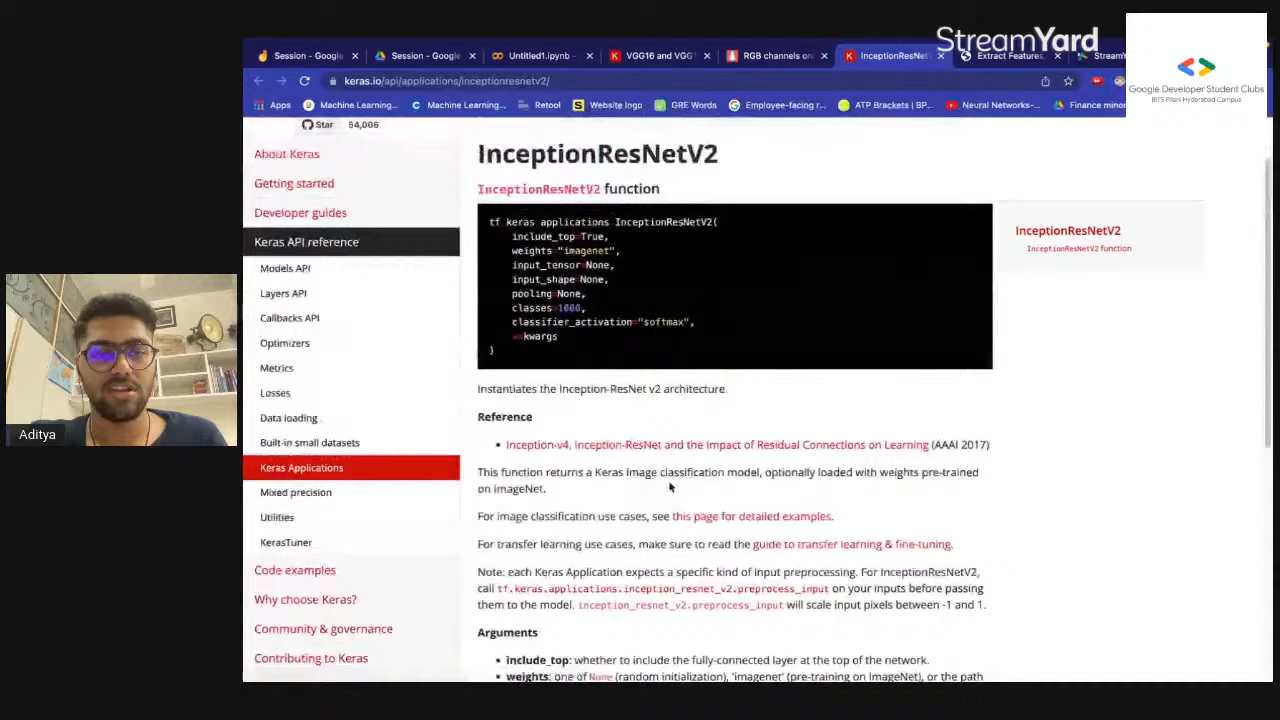 StreamYard
Google Developer Student Clubs
BITS Pilani Hyderabad Campus
Session - Google
Session - Google
Untitled1.ipynb
VGG16 and VGG
RGB channels on
InceptionResNet
Extract Features,
StreamY
keras.io/api/applications/inceptionresnetv2/
Apps
Machine Learning...
Machine Learning...
Retool
Website logo
GRE Words
Employee-facing r...
ATP Brackets | BP...
Neural Networks-...
Finance minor
Star
54,006
About Keras
Getting started
Developer guides
Keras API reference
Models API
Layers API
Callbacks API
Optimizers
Metrics
Losses
Data loading
Built-in small datasets
Keras Applications
Mixed precision
Utilities
KerasTuner
Code examples
Why choose Keras?
Community & governance
Contributing to Keras
InceptionResNetV2
InceptionResNetV2 function
tf keras applications InceptionResNetV2(
include_top=True,
weights="imagenet",
input_tensor=None,
input_shape=None,
pooling=None,
classes=1000,
classifier_activation="softmax",
**kwargs
)
Instantiates the Inception-ResNet v2 architecture.
Reference
• Inception-v4, Inception-ResNet and the Impact of Residual Connections on Learning (AAAI 2017)
This function returns a Keras image classification model, optionally loaded with weights pre-trained
on ImageNet.
For image classification use cases, see this page for detailed examples.
For transfer learning use cases, make sure to read the guide to transfer learning & fine-tuning.
Note: each Keras Application expects a specific kind of input preprocessing. For InceptionResNetV2,
call tf.keras.applications.inception_resnet_v2.preprocess_input on your inputs before passing
them to the model. inception_resnet_v2.preprocess_input will scale input pixels between -1 and 1.
Arguments
• include_top: whether to include the fully-connected layer at the top of the network.
• weights: one of None (random initialization), 'imagenet' (pre-training on ImageNet), or the path
InceptionResNetV2
InceptionResNetV2 function
Aditya